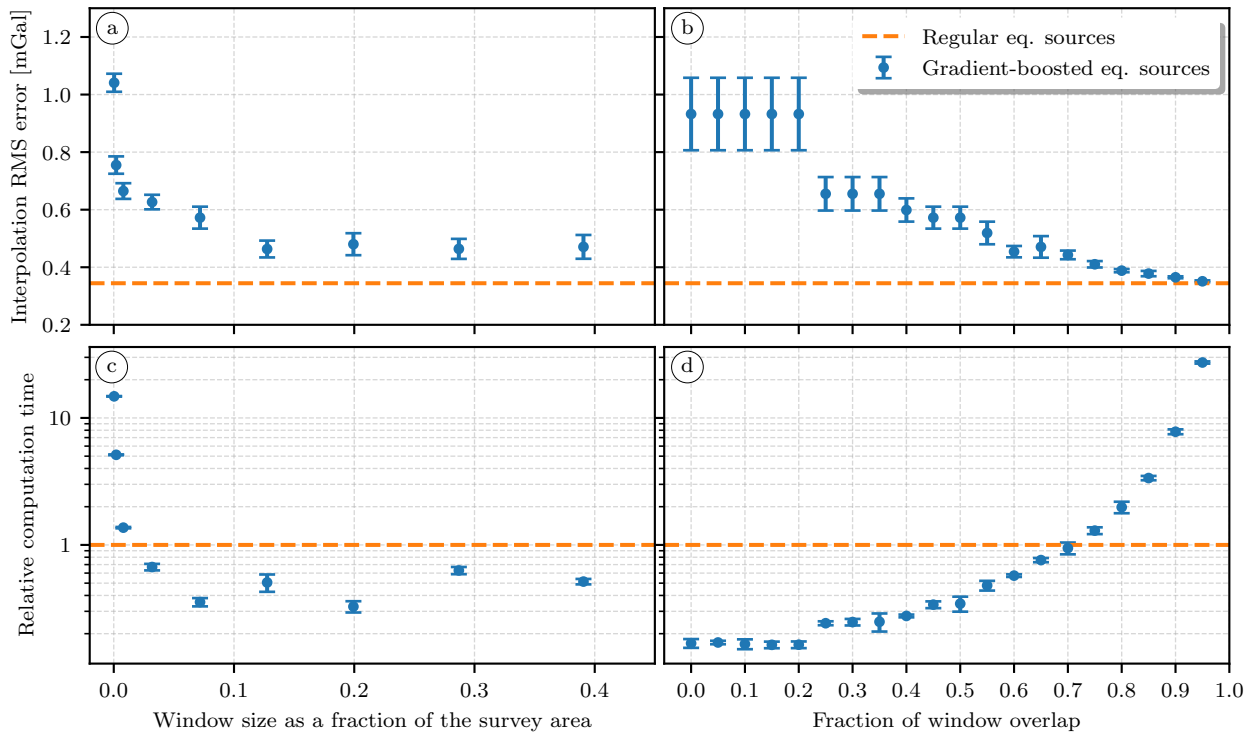 a
b
Regular eq. sources
Gradient-boosted eq. sources
Interpolation RMS error [mGal]
1.2
1.0
0.8
0.6
0.4
0.2
c
d
Relative computation time
10
1
0.0 0.1 0.2 0.3 0.4
Window size as a fraction of the survey area
0.0 0.1 0.2 0.3 0.4 0.5 0.6 0.7 0.8 0.9 1.0
Fraction of window overlap